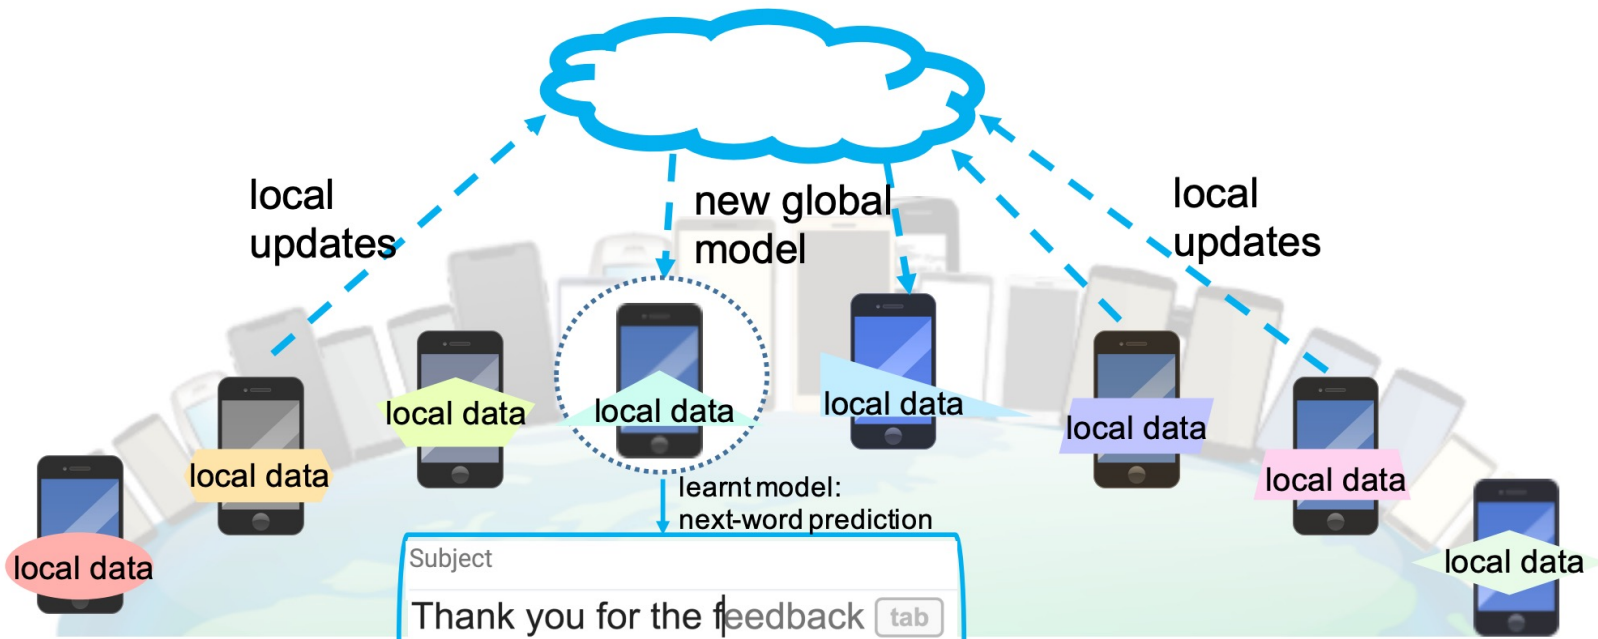 local
updates
new global
model
local
updates
local data
local data
local data
local data
local data
local data
local data
local data
learnt model:
next-word prediction
Subject
Thank you for the feedback tab